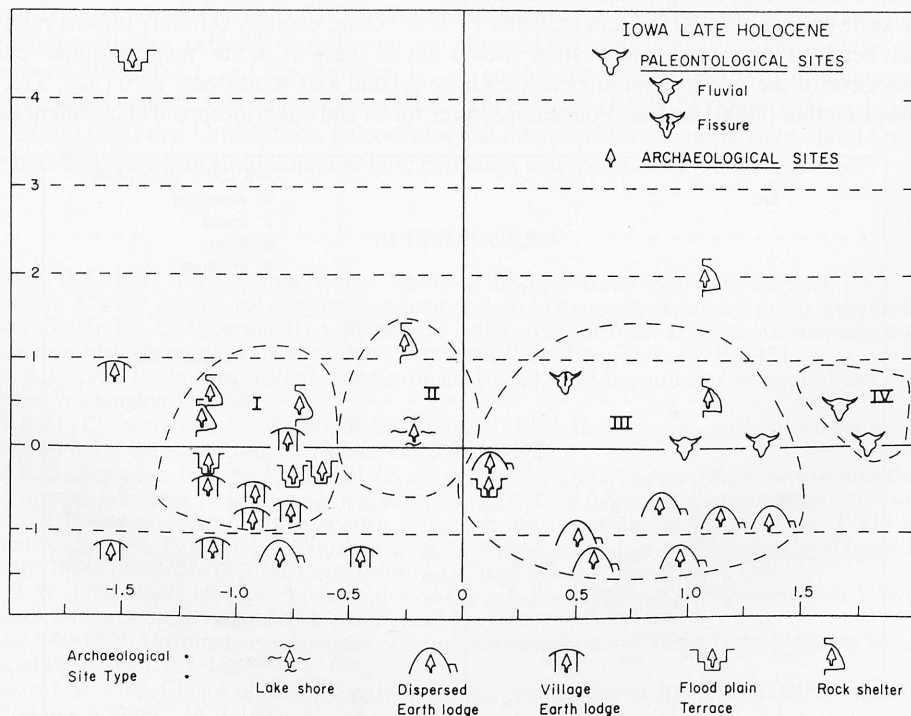 IOWA LATE HOLOCENE
PALEONTOLOGICAL SITES
Fluvial
Fissure
ARCHAEOLOGICAL SITES
4
3
2
1
0
-1
I
II
III
IV
-1.5
-1.0
-0.5
0.0
0.5
1.0
1.5
Archaeological
Site Type
Lake shore
Dispersed
Earth lodge
Village
Earth lodge
Flood plain
Terrace
Rock shelter